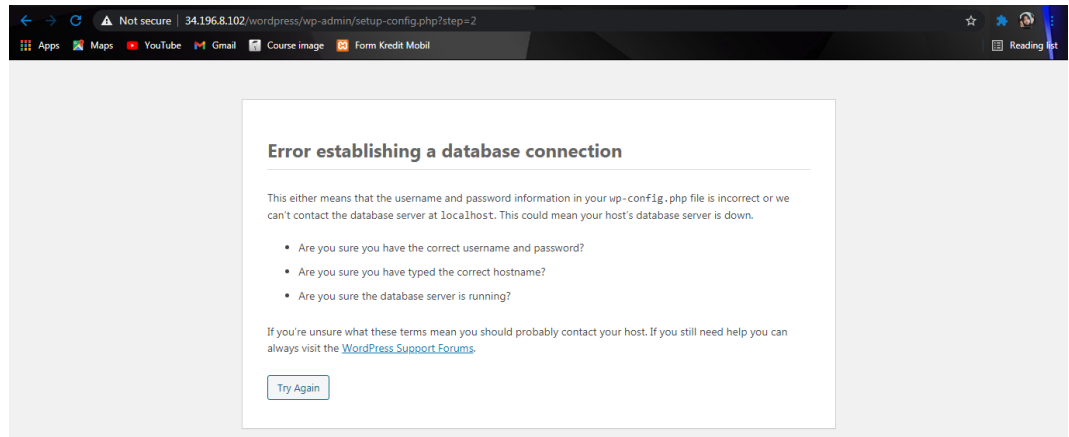 Not secure | 34.196.8.102/wordpress/wp-admin/setup-config.php?step=2
Apps Maps YouTube Gmail Course image Form Kredit Mobil Reading list
Error establishing a database connection
This either means that the username and password information in your wp-config.php file is incorrect or we
can't contact the database server at localhost. This could mean your host's database server is down.
• Are you sure you have the correct username and password?
• Are you sure you have typed the correct hostname?
• Are you sure the database server is running?
If you're unsure what these terms mean you should probably contact your host. If you still need help you can
always visit the WordPress Support Forums.
Try Again